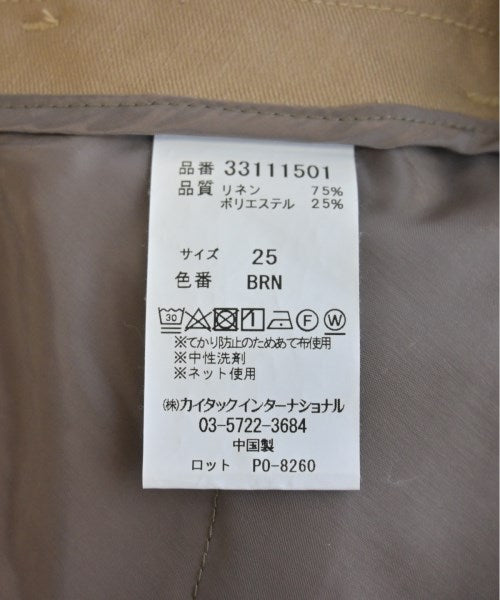 品番 33111501
品質 リネン 75%
ポリエステル 25%
サイズ 25
色番 BRN
30 F W
※てかり防止のためあて布使用
※中性洗剤
※ネット使用
㈱カイタックインターナショナル
03-5722-3684
中国製
ロット PO-8260